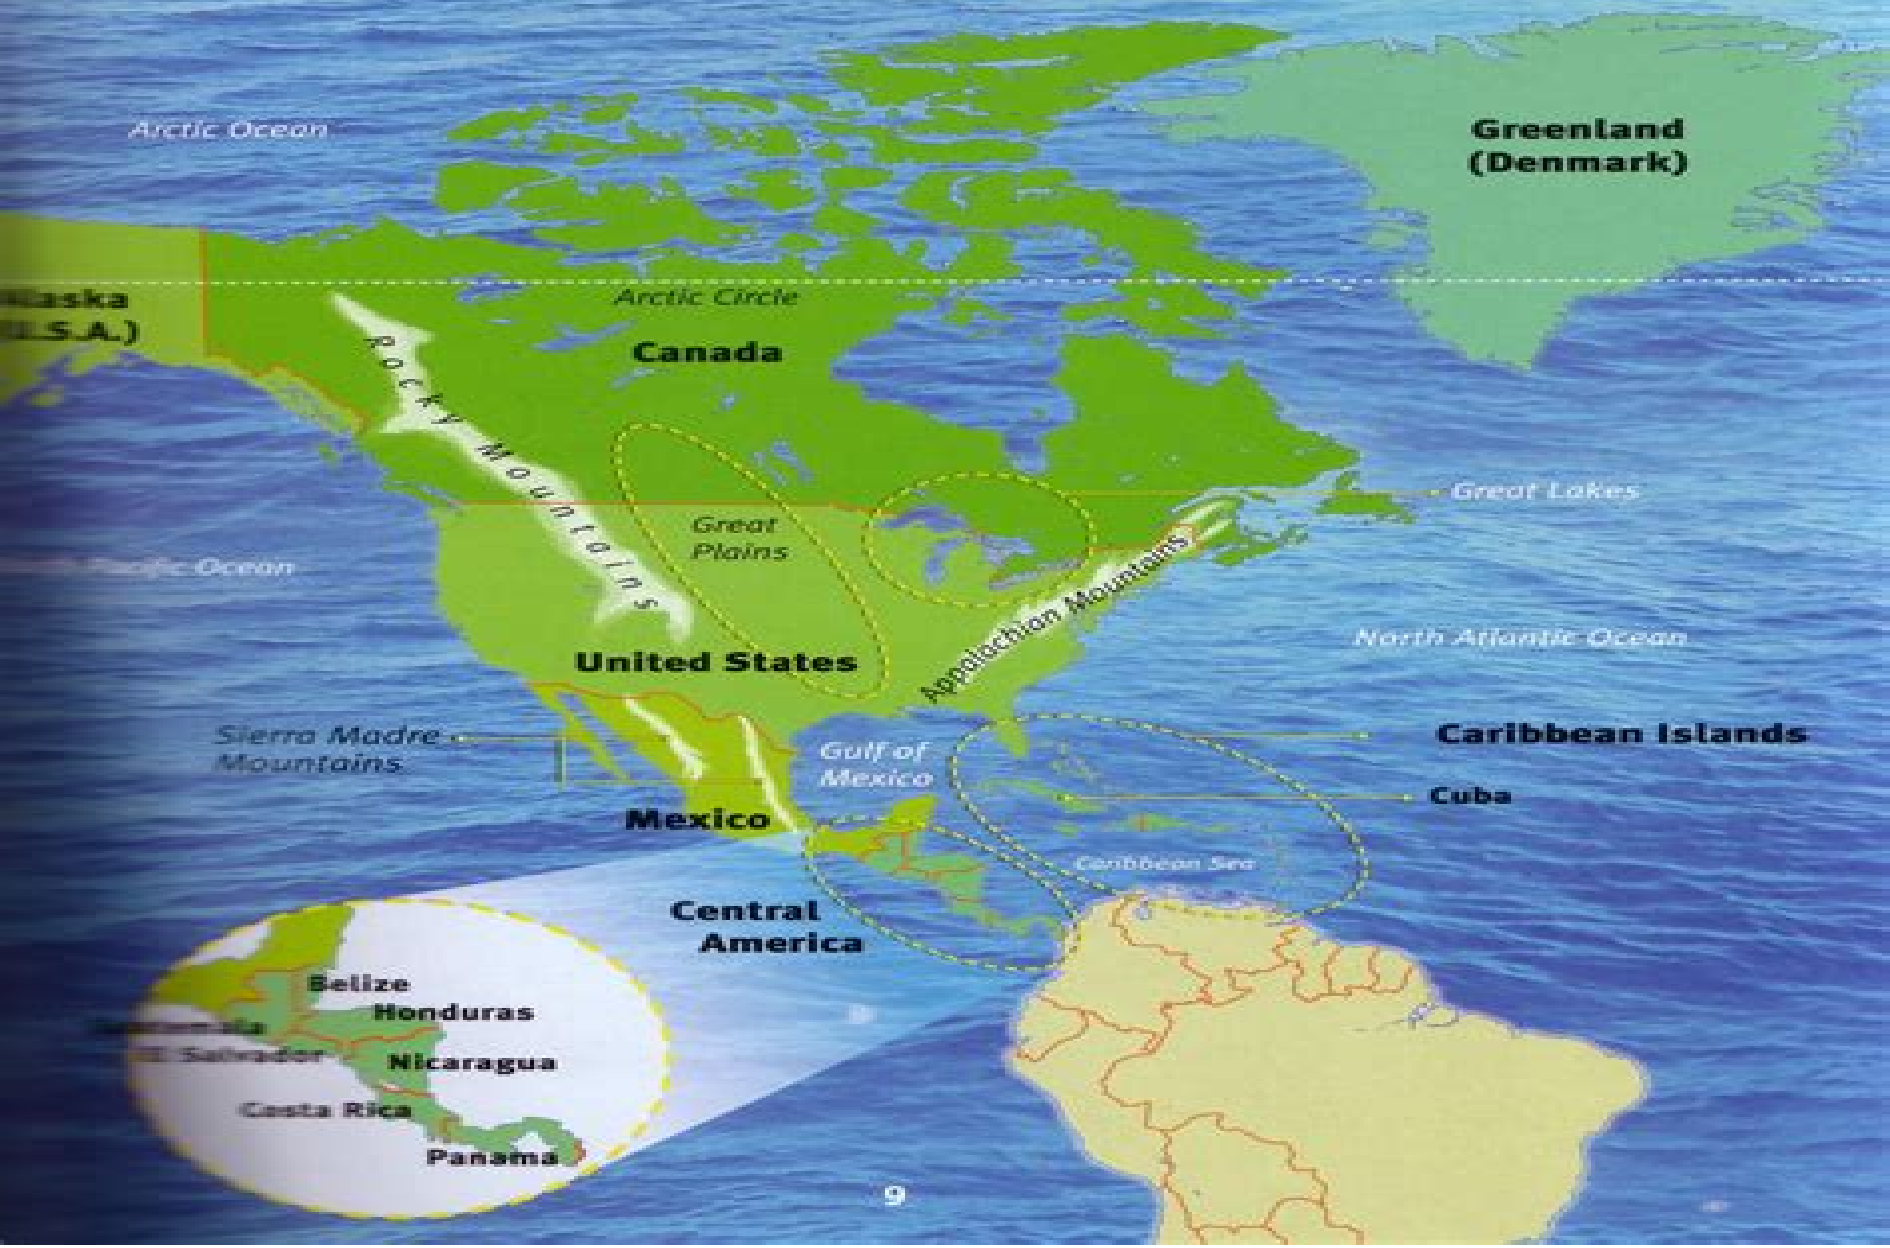 Arctic Ocean
Greenland
(Denmark)
Alaska
(U.S.A.)
Arctic Circle
Rocky Mountains
Canada
Great Lakes
Great
Plains
Pacific Ocean
Appalachian Mountains
North Atlantic Ocean
United States
Sierra Madre
Mountains
Gulf of
Mexico
Caribbean Islands
Cuba
Mexico
Caribbean Sea
Central
America
Belize
Honduras
Guatemala
El Salvador
Nicaragua
Costa Rica
Panama
9